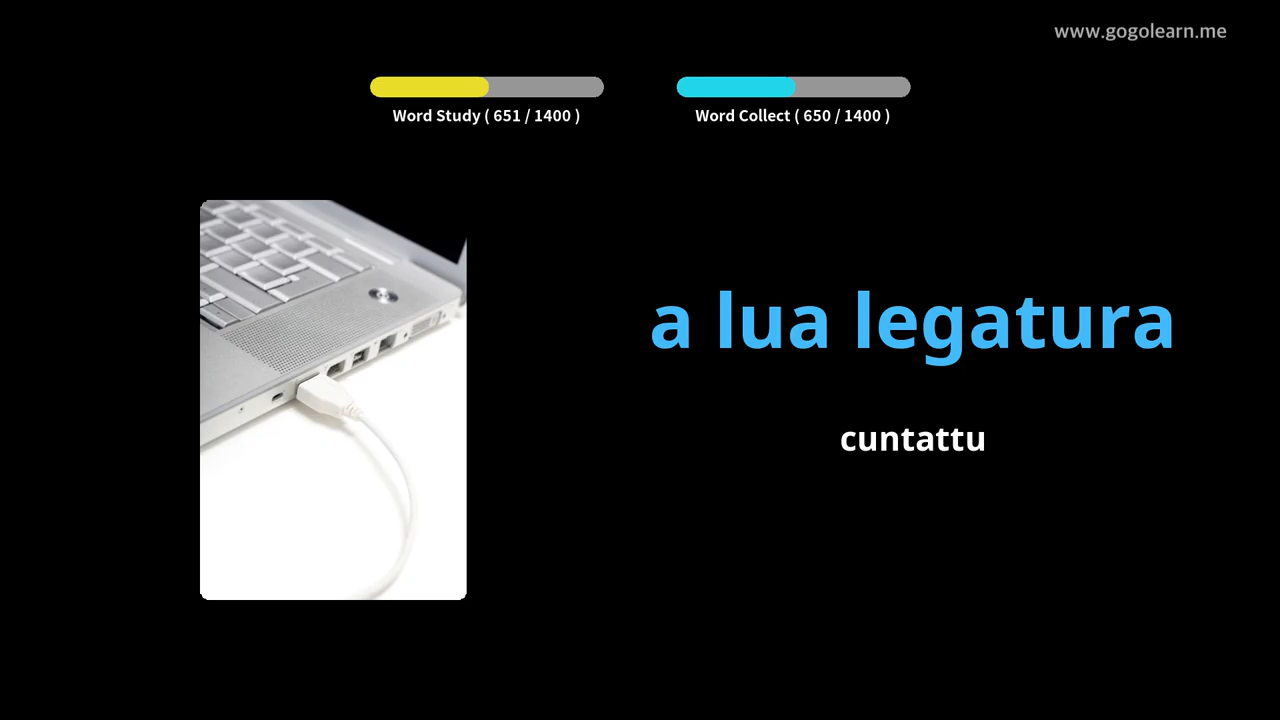 www.gogolearn.me
Word Study ( 651 / 1400 )
Word Collect ( 650 / 1400 )
a lua legatura
cuntattu